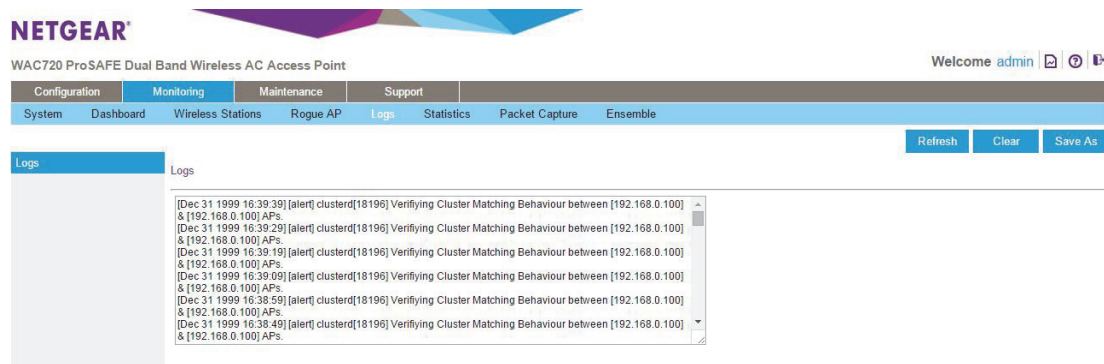 NETGEAR®
WAC720 ProSAFE Dual Band Wireless AC Access Point
Welcome admin
Configuration Monitoring Maintenance Support
System Dashboard Wireless Stations Rogue AP Logs Statistics Packet Capture Ensemble
Refresh Clear Save As
Logs
Logs
[Dec 31 1999 16:39:39] [alert] clusterd[18196] Verifiying Cluster Matching Behaviour between [192.168.0.100]
& [192.168.0.100] APs.
[Dec 31 1999 16:39:29] [alert] clusterd[18196] Verifiying Cluster Matching Behaviour between [192.168.0.100]
& [192.168.0.100] APs.
[Dec 31 1999 16:39:19] [alert] clusterd[18196] Verifiying Cluster Matching Behaviour between [192.168.0.100]
& [192.168.0.100] APs.
[Dec 31 1999 16:39:09] [alert] clusterd[18196] Verifiying Cluster Matching Behaviour between [192.168.0.100]
& [192.168.0.100] APs.
[Dec 31 1999 16:38:59] [alert] clusterd[18196] Verifiying Cluster Matching Behaviour between [192.168.0.100]
& [192.168.0.100] APs.
[Dec 31 1999 16:38:49] [alert] clusterd[18196] Verifiying Cluster Matching Behaviour between [192.168.0.100]
& [192.168.0.100] APs.